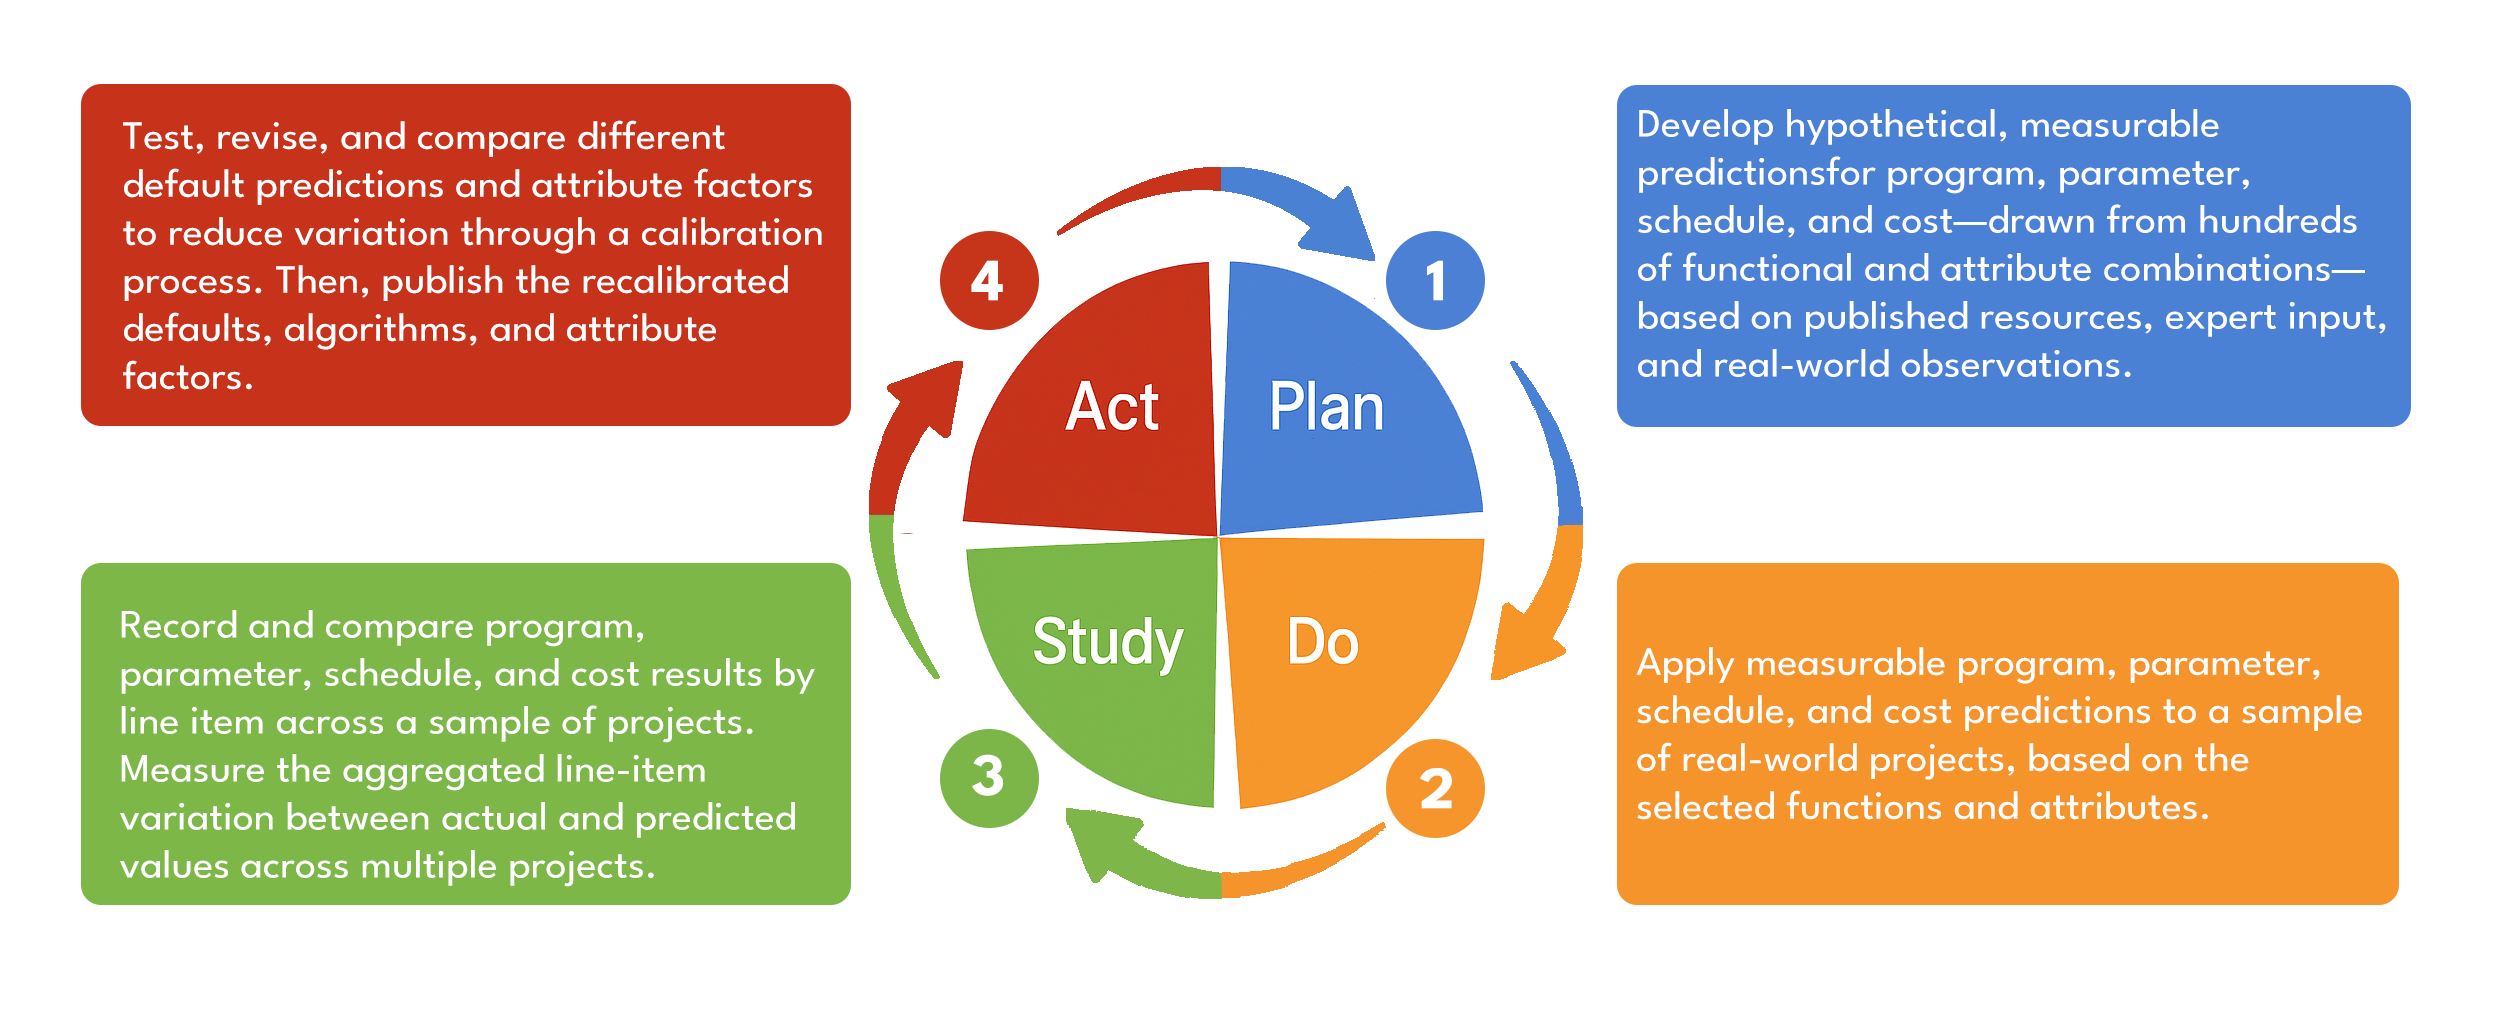 Test, revise, and compare different
default predictions and attribute factors
to reduce variation through a calibration
process. Then, publish the recalibrated
defaults, algorithms, and attribute
factors.
4
Act
1
Plan
Develop hypothetical, measurable
predictionsfor program, parameter,
schedule, and cost—drawn from hundreds
of functional and attribute combinations—
based on published resources, expert input,
and real-world observations.
Record and compare program,
parameter, schedule, and cost results by
line item across a sample of projects.
Measure the aggregated line-item
variation between actual and predicted
values across multiple projects.
Study
3
Do
2
Apply measurable program, parameter,
schedule, and cost predictions to a sample
of real-world projects, based on the
selected functions and attributes.